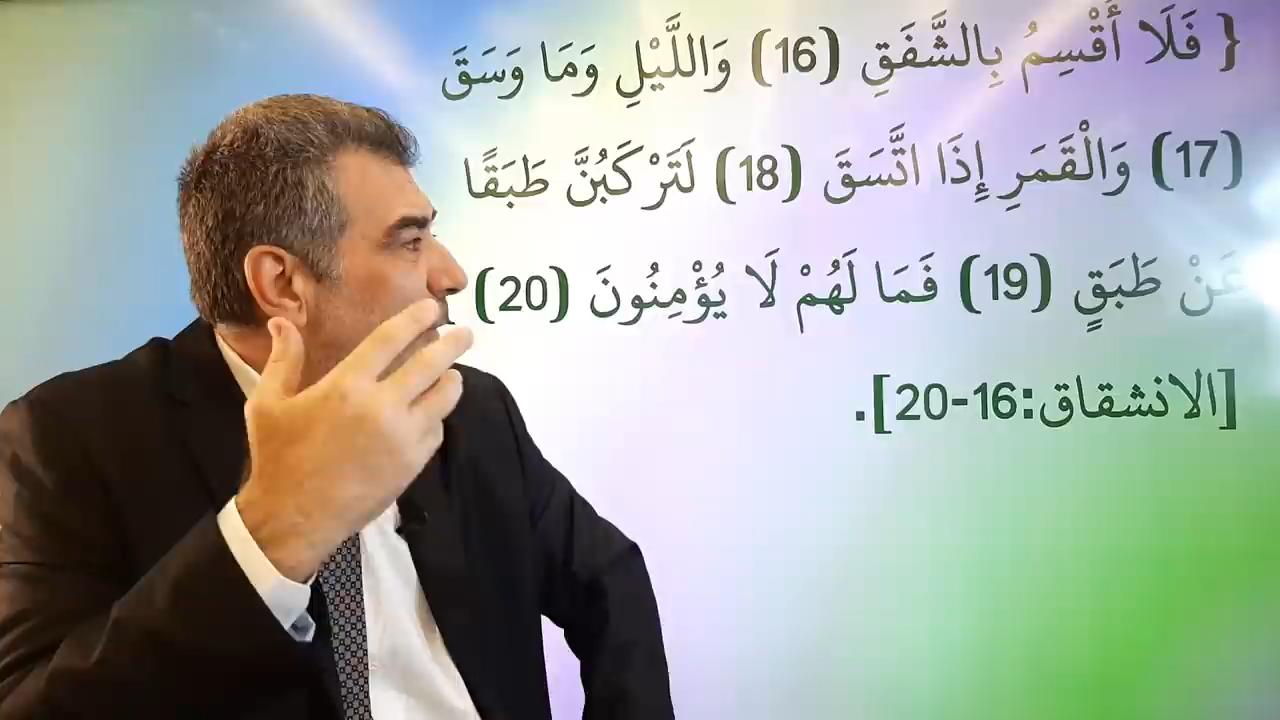 { فَلَا أُقْسِمُ بِالشَّفَقِ (16) وَاللَّيْلِ وَمَا وَسَقَ
(17) وَالْقَمَرِ إِذَا اتَّسَقَ (18) لَتَرْكَبُنَّ طَبَقًا
عَنْ طَبَقٍ (19) فَمَا لَهُمْ لَا يُؤْمِنُونَ (20)
[الانشقاق:16-20].